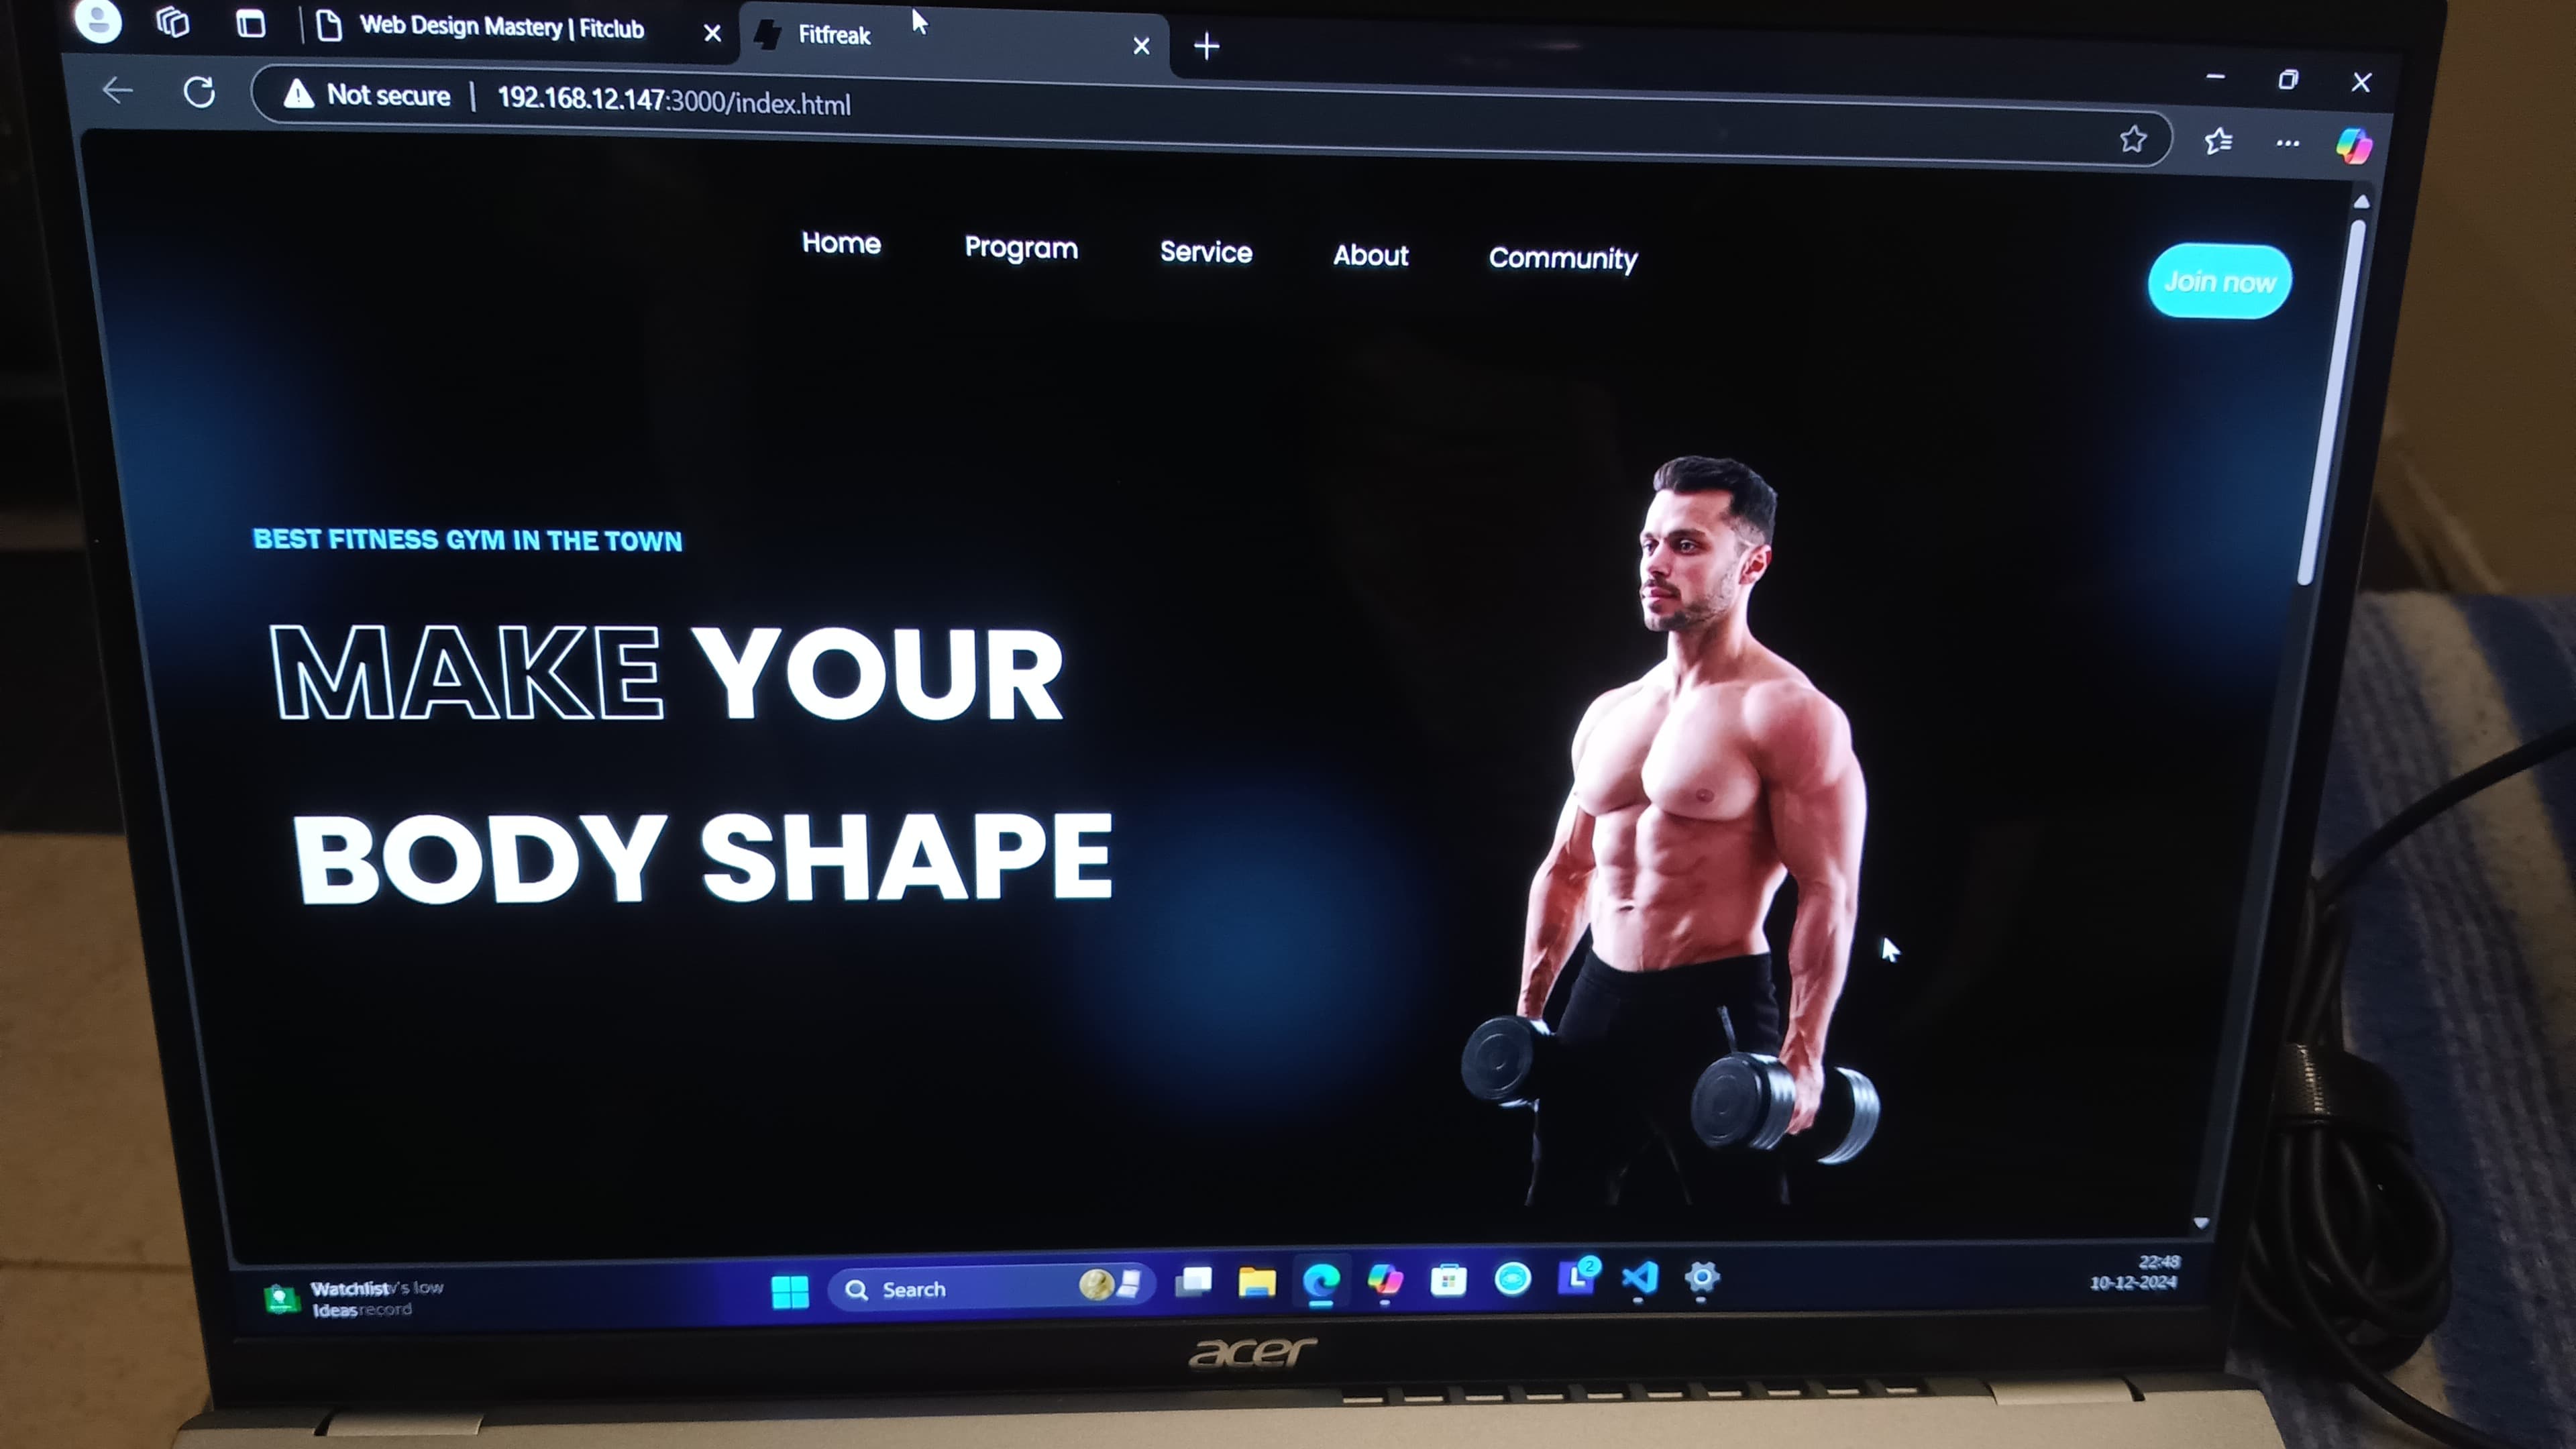 Web Design Mastery | Fitclub
Fitfreak
Not secure | 192.168.12.147:3000/index.html
Home Program Service About Community
Join now
BEST FITNESS GYM IN THE TOWN
MAKE YOUR
BODY SHAPE
Watchlist 's low
Ideas record
Search
L 2
22:48
10-12-2024
acer